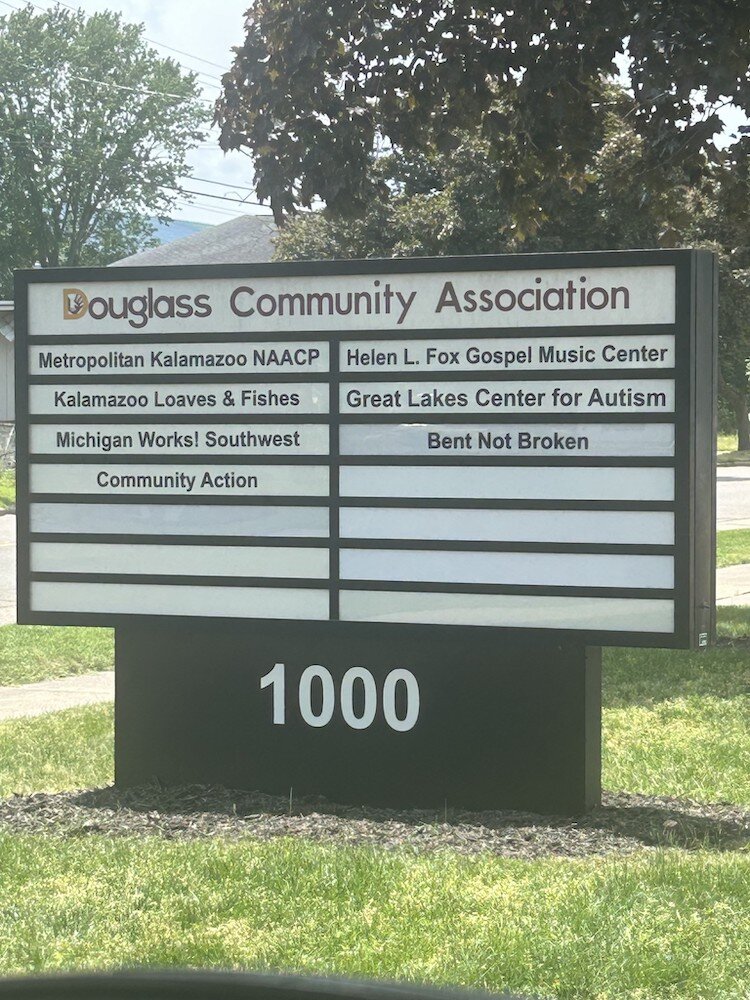 Douglass Community Association
Metropolitan Kalamazoo NAACP
Helen L. Fox Gospel Music Center
Kalamazoo Loaves & Fishes
Great Lakes Center for Autism
Michigan Works! Southwest
Bent Not Broken
Community Action
1000